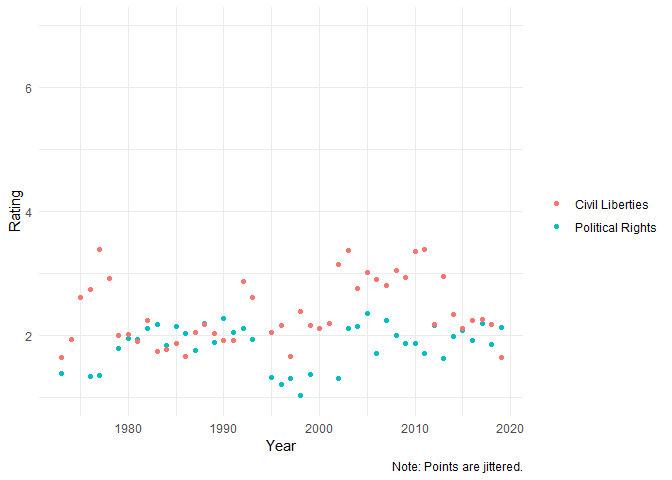 6
4
2
Rating
1980 1990 2000 2010 2020
Year
Civil Liberties
Political Rights
Note: Points are jittered.